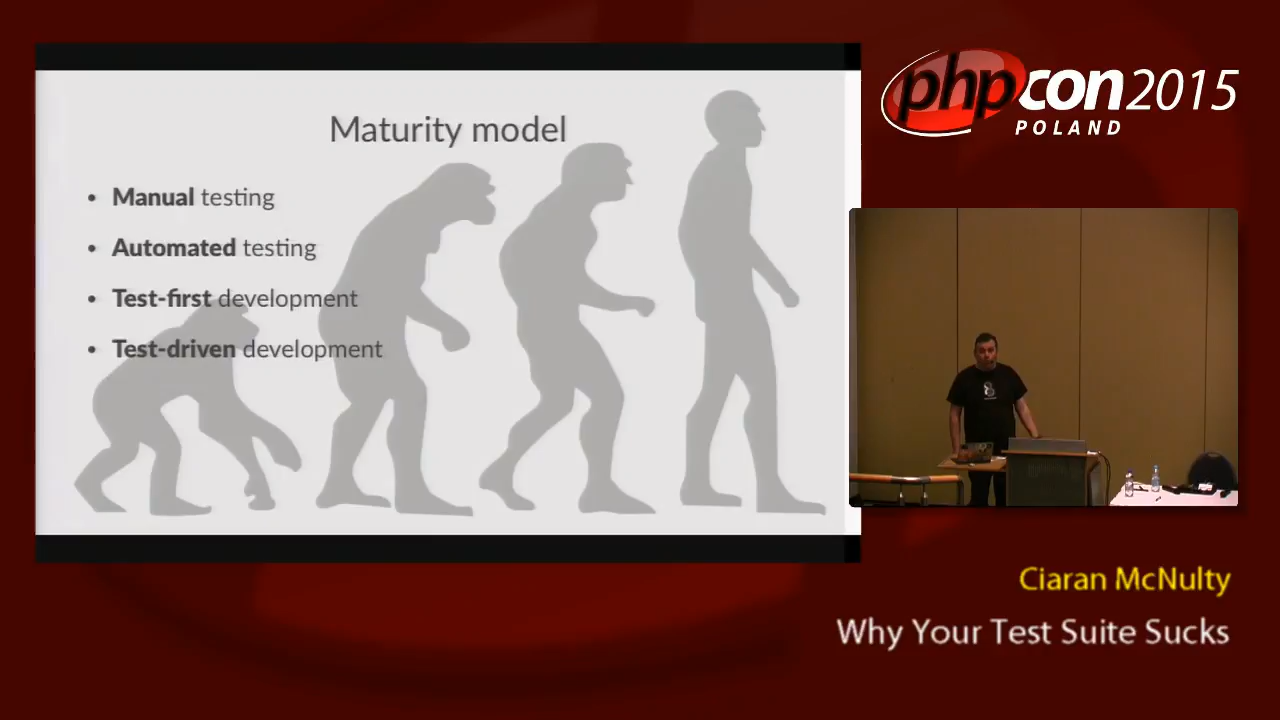 Maturity model
• Manual testing
• Automated testing
• Test-first development
• Test-driven development
phpcon2015
POLAND
Ciaran McNulty
Why Your Test Suite Sucks